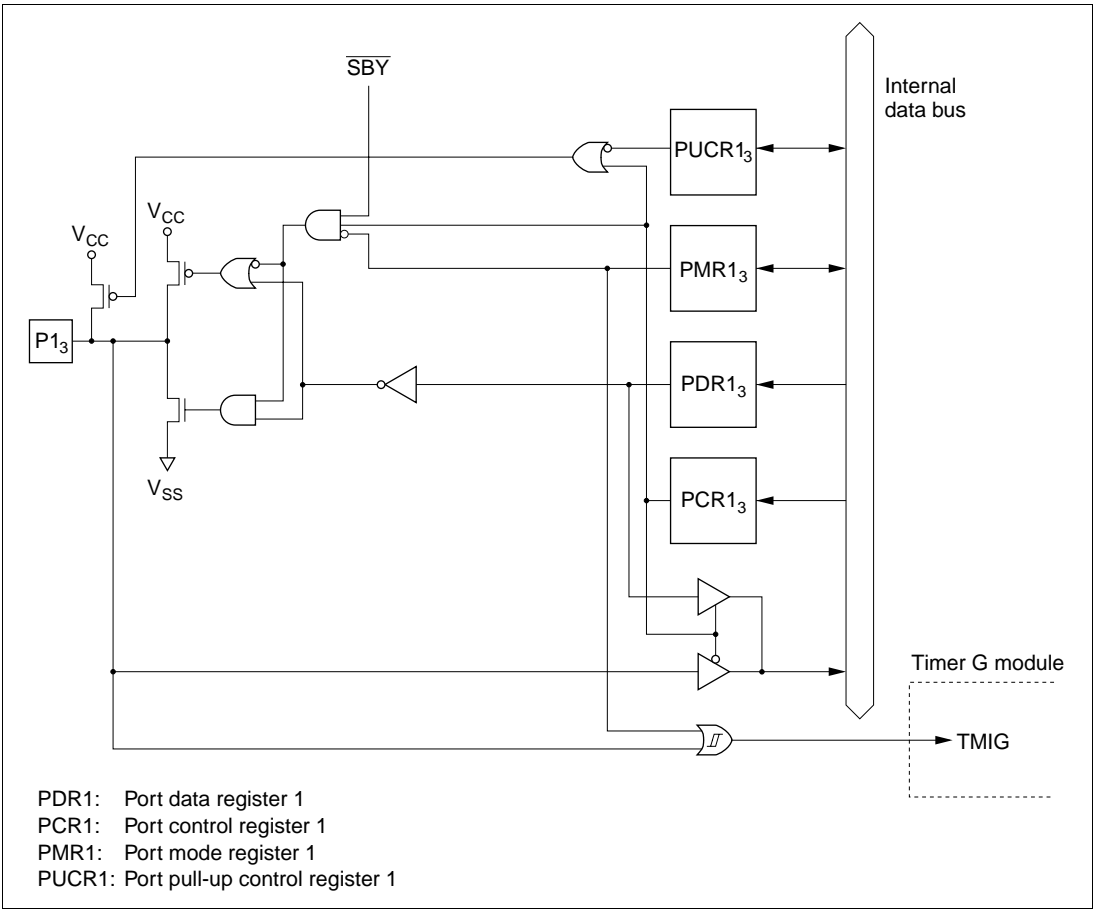 SBY
Internal
data bus
PUCR1₃
V_CC
V_CC
PMR1₃
P1₃
PDR1₃
V_SS
PCR1₃
Timer G module
TMIG
PDR1: Port data register 1
PCR1: Port control register 1
PMR1: Port mode register 1
PUCR1: Port pull-up control register 1